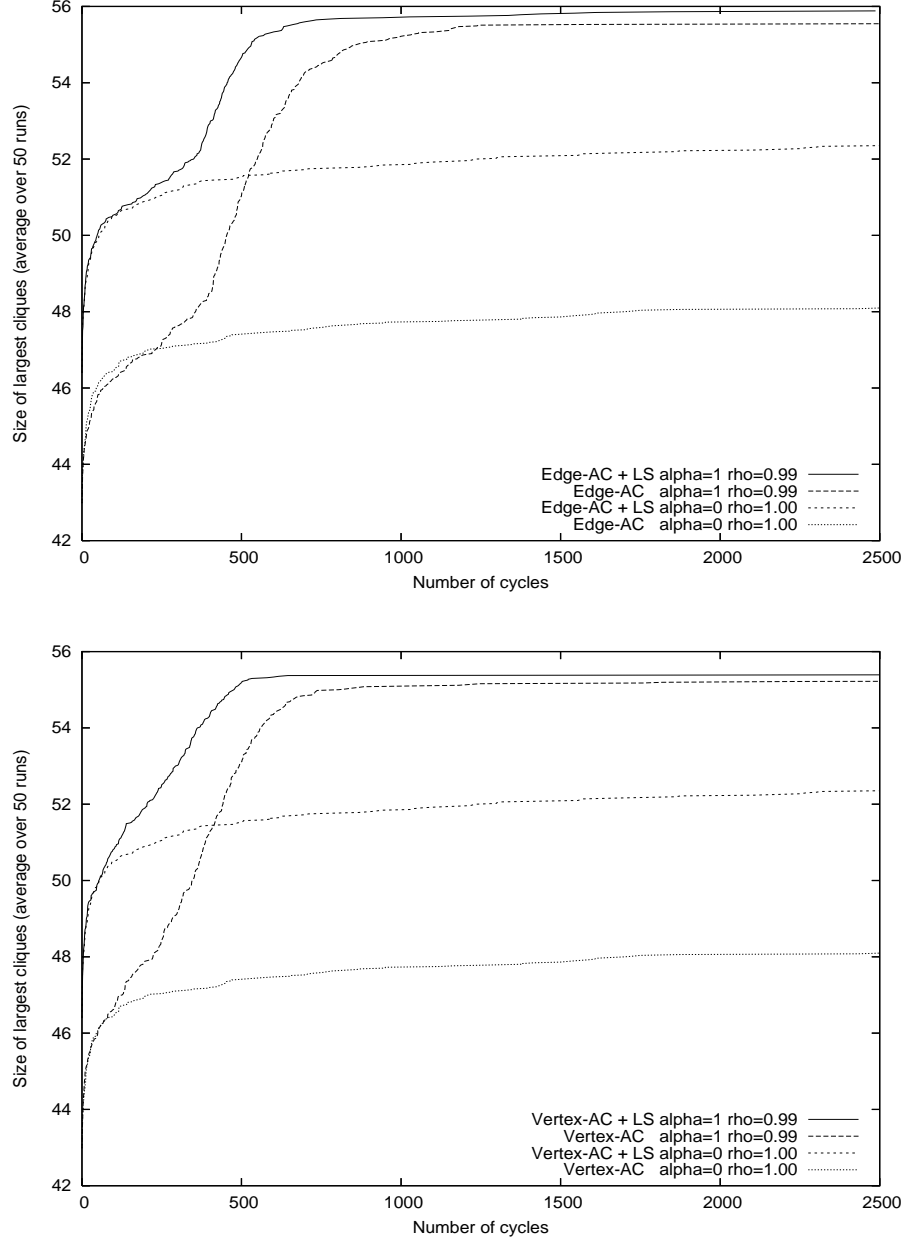 56
54
52
50
48
46
44
42
Size of largest cliques (average over 50 runs)
Edge-AC + LS alpha=1 rho=0.99
Edge-AC alpha=1 rho=0.99
Edge-AC + LS alpha=0 rho=1.00
Edge-AC alpha=0 rho=1.00
0 500 1000 1500 2000 2500
Number of cycles
56
54
52
50
48
46
44
42
Size of largest cliques (average over 50 runs)
Vertex-AC + LS alpha=1 rho=0.99
Vertex-AC alpha=1 rho=0.99
Vertex-AC + LS alpha=0 rho=1.00
Vertex-AC alpha=0 rho=1.00
0 500 1000 1500 2000 2500
Number of cycles